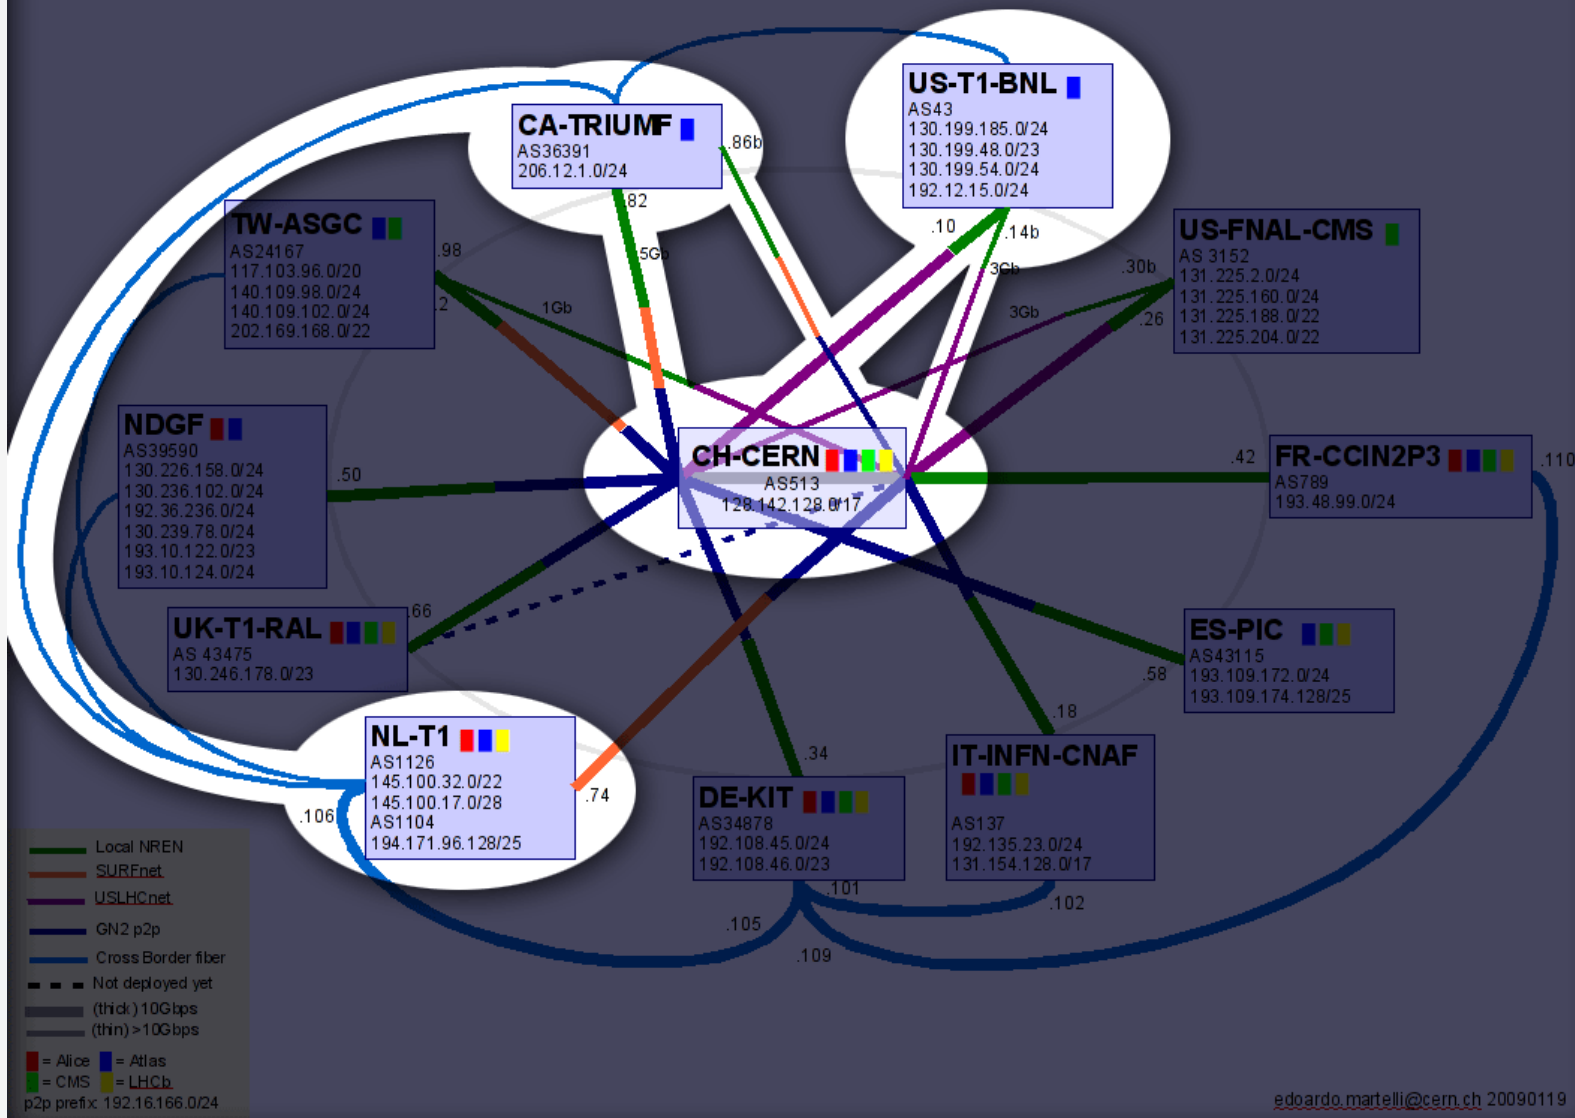 US-T1-BNL
AS43
130.199.185.0/24
130.199.48.0/23
130.199.54.0/24
192.12.15.0/24
CA-TRIUMF
AS36391
206.12.1.0/24
.86b
.82
5Gb
.10
.14b
3Gb
TW-ASGC
AS24167
117.103.96.0/20
140.109.98.0/24
140.109.102.0/24
202.169.168.0/22
.98
.2
1Gb
US-FNAL-CMS
AS 3152
131.225.2.0/24
131.225.160.0/24
131.225.188.0/22
131.225.204.0/22
.30b
.26
3Gb
NDGF
AS39590
130.226.158.0/24
130.236.102.0/24
192.36.236.0/24
130.239.78.0/24
193.10.122.0/23
193.10.124.0/24
.50
CH-CERN
AS513
128.142.128.0/17
.42
FR-CCIN2P3
AS789
193.48.99.0/24
.110
UK-T1-RAL
AS 43475
130.246.178.0/23
.66
ES-PIC
AS43115
193.109.172.0/24
193.109.174.128/25
.58
NL-T1
AS1126
145.100.32.0/22
145.100.17.0/28
AS1104
194.171.96.128/25
.106
.74
.34
DE-KIT
AS34878
192.108.45.0/24
192.108.46.0/23
.18
IT-INFN-CNAF
AS137
192.135.23.0/24
131.154.128.0/17
.101
.102
.105
.109
Local NREN
SURFnet
USLHCnet
GN2 p2p
Cross Border fiber
Not deployed yet
(thick) 10Gbps
(thin) >10Gbps
= Alice = Atlas
= CMS = LHCb
p2p prefix: 192.16.166.0/24
edoardo.martelli@cern.ch 20090119